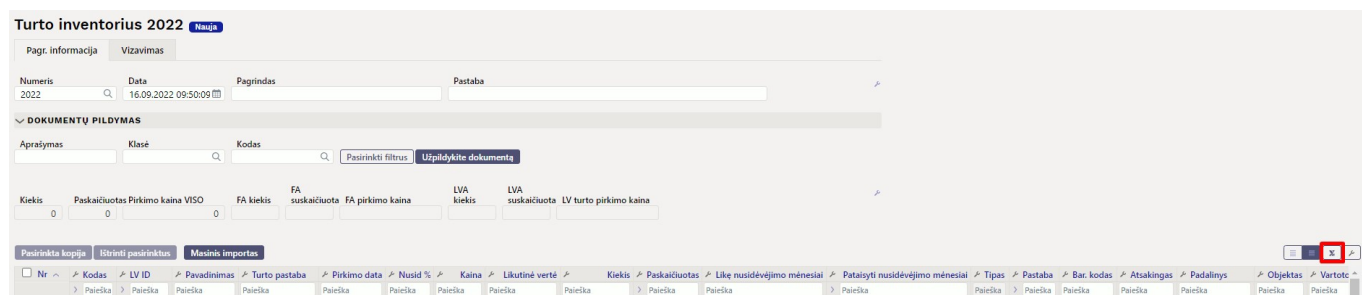 Turto inventorius 2022 Nauja
Pagr. informacija Vizavimas
Numeris Data Pagrindas Pastaba
2022 16.09.2022 09:50:09
DOKUMENTŲ PILDYMAS
Aprašymas Klasė Kodas
Pasirinkti filtrus Užpildykite dokumentą
FA LVA LVA
Kiekis Paskaičiuotas Pirkimo kaina VISO FA kiekis suskaičiuota FA pirkimo kaina kiekis suskaičiuota LV turto pirkimo kaina
0 0 0
Pasirinkta kopija Ištrinti pasirinktus Masinis importas
Nr Kodas LV ID Pavadinimas Turto pastaba Pirkimo data Nusid % Kaina Likutinė vertė Kiekis Paskaičiuotas Likę nusidėvėjimo mėnesiai Pataisyti nusidėvėjimo mėnesiai Tipas Pastaba Bar. kodas Atsakingas Padalinys Objektas Vartoto
Paieška Paieška Paieška Paieška Paieška Paieška Paieška Paieška Paieška Paieška Paieška Paieška Paieška Paieška Paieška Paieška Paieška Paieška Paieška